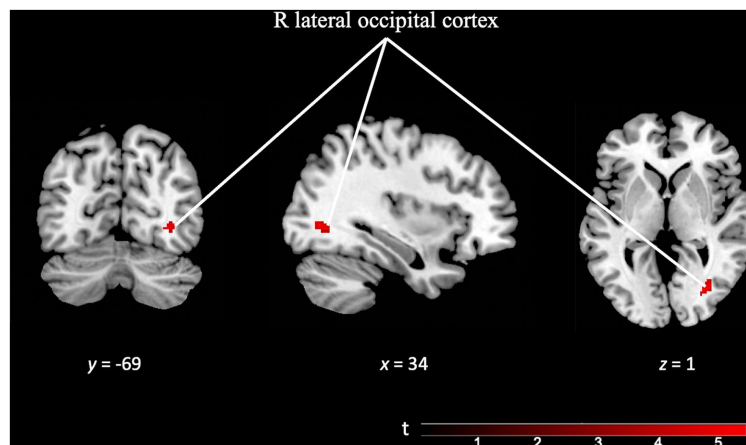 R lateral occipital cortex
y = -69
x = 34
z = 1
t
1 2 3 4 5